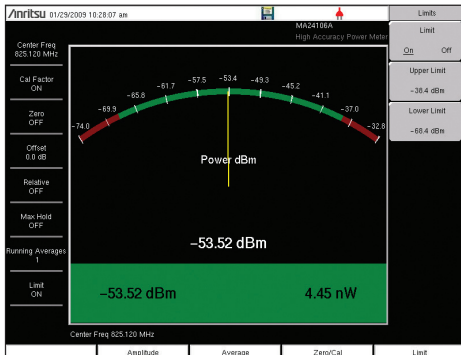 Anritsu 01/29/2009 10:28:07 am
MA24106A
High Accuracy Power Meter
Center Freq
825.120 MHz
Cal Factor
ON
Zero
OFF
Offset
0.0 dB
Relative
OFF
Max Hold
OFF
Running Averages
1
Limit
ON
-74.0
-69.9
-65.8
-61.7
-57.5
-53.4
-49.3
-45.2
-41.1
-37.0
-32.8
Power dBm
-53.52 dBm
-53.52 dBm 4.45 nW
Center Freq 825.120 MHz
Limits
Limit
On Off
Upper Limit
-38.4 dBm
Lower Limit
-68.4 dBm
Amplitude Average Zero/Cal Limit